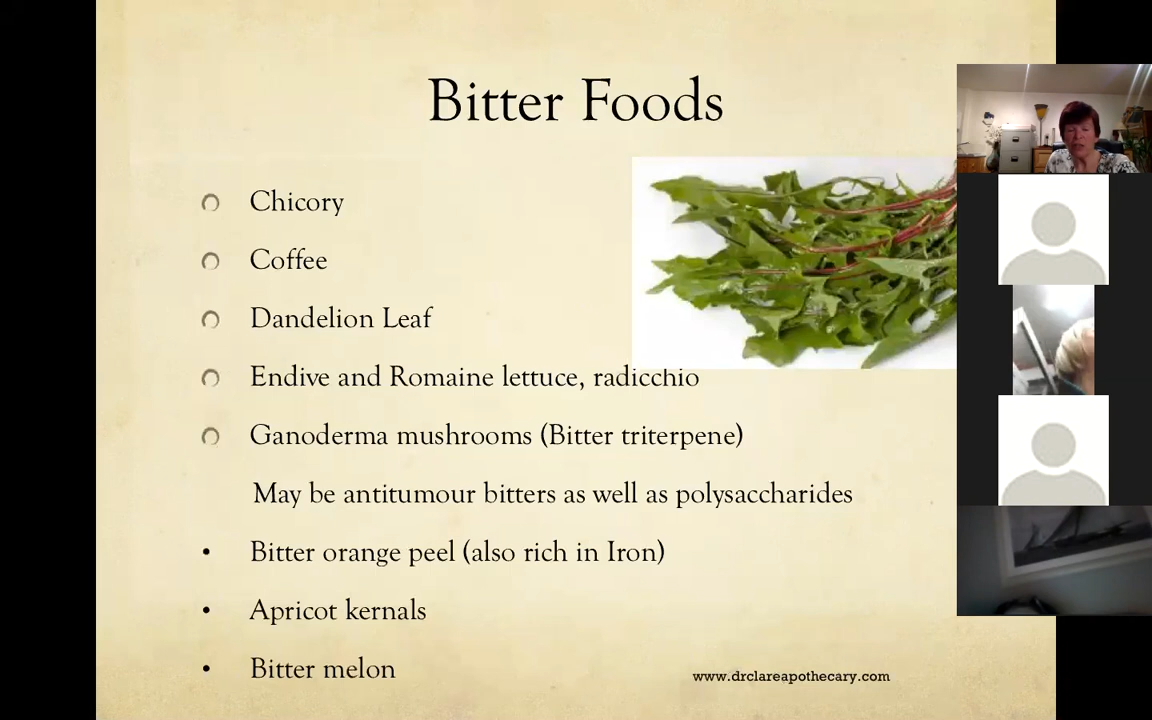 Bitter Foods
Chicory
Coffee
Dandelion Leaf
Endive and Romaine lettuce, radicchio
Ganoderma mushrooms (Bitter triterpene)
May be antitumour bitters as well as polysaccharides
Bitter orange peel (also rich in Iron)
Apricot kernals
Bitter melon
www.drclareapothecary.com